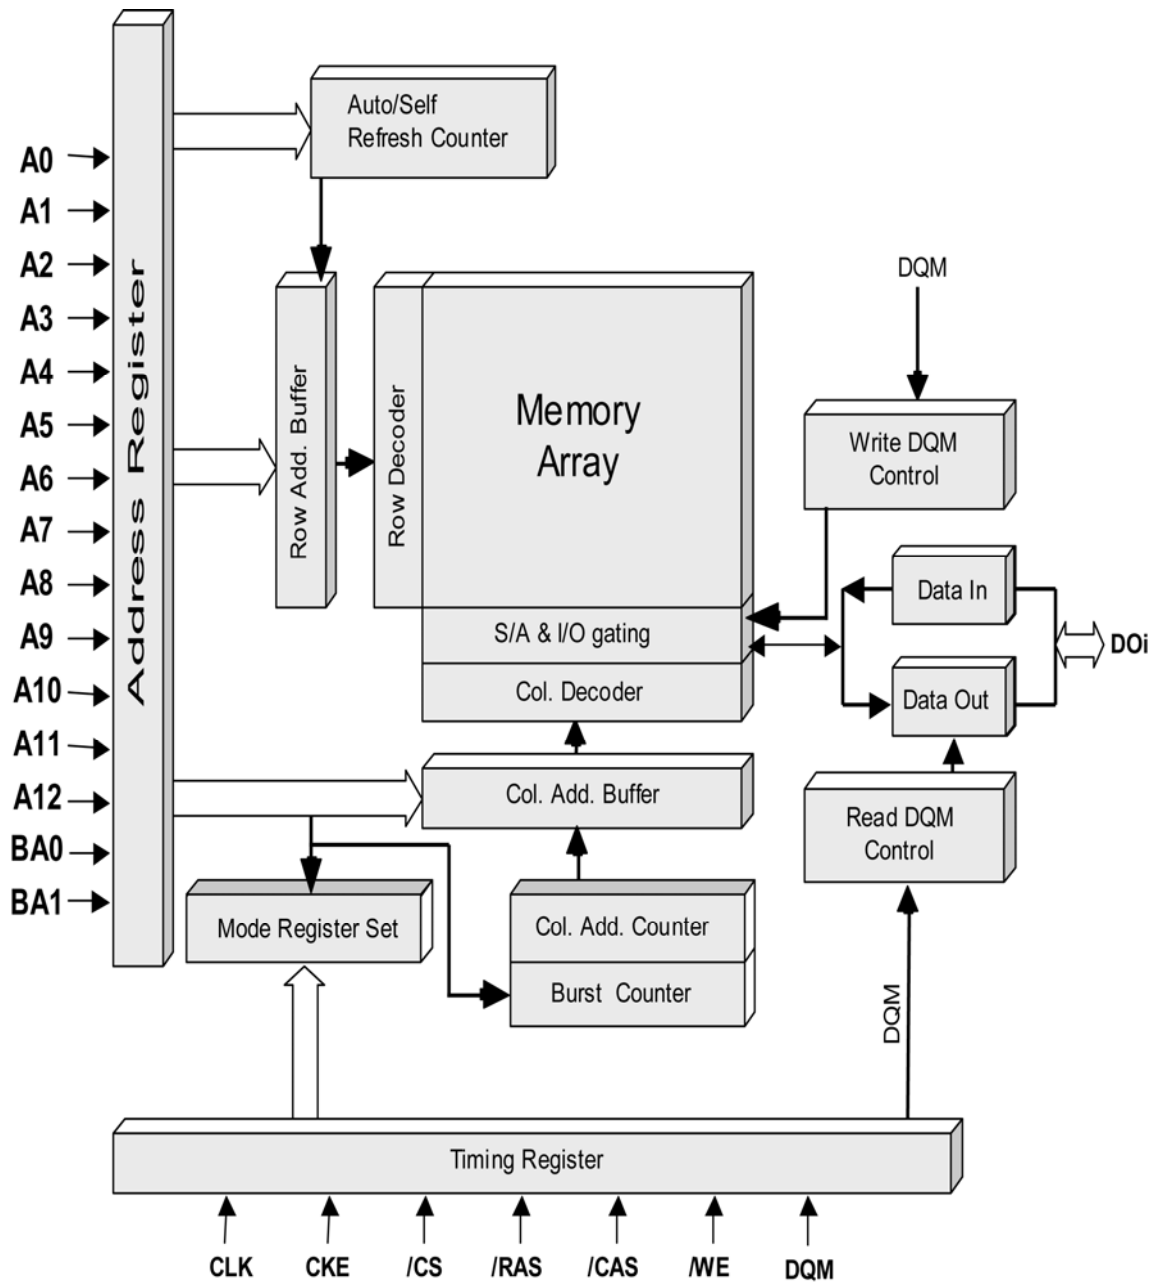 Auto/Self
Refresh Counter
A0
A1
A2
A3
A4
A5
A6
A7
A8
A9
A10
A11
A12
BA0
BA1
Address Register
Row Add. Buffer
Row Decoder
Memory
Array
S/A & I/O gating
Col. Decoder
Col. Add. Buffer
Mode Register Set
Col. Add. Counter
Burst Counter
DQM
Write DQM
Control
Data In
DOi
Data Out
Read DQM
Control
DQM
Timing Register
CLK
CKE
/CS
/RAS
/CAS
/WE
DQM